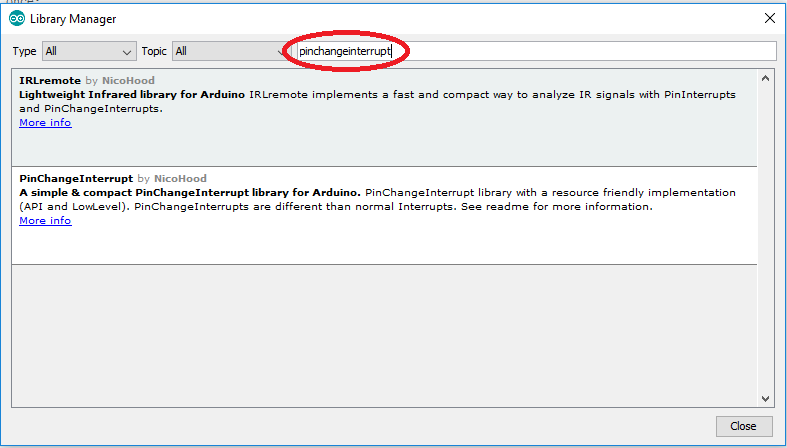 Library Manager
Type All Topic All pinchangeinterrupt
IRLremote by NicoHood
Lightweight Infrared library for Arduino IRLremote implements a fast and compact way to analyze IR signals with PinInterrupts
and PinChangeInterrupts.
More info
PinChangeInterrupt by NicoHood
A simple & compact PinChangeInterrupt library for Arduino. PinChangeInterrupt library with a resource friendly implementation
(API and LowLevel). PinChangeInterrupts are different than normal Interrupts. See readme for more information.
More info
Close